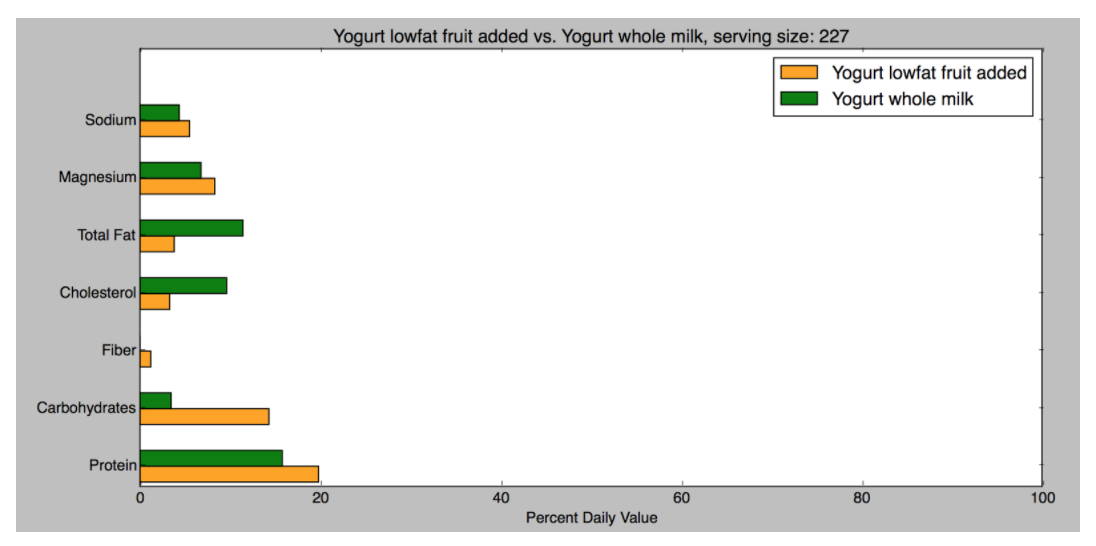 Yogurt lowfat fruit added vs. Yogurt whole milk, serving size: 227
Yogurt lowfat fruit added
Yogurt whole milk
Sodium
Magnesium
Total Fat
Cholesterol
Fiber
Carbohydrates
Protein
0 20 40 60 80 100
Percent Daily Value